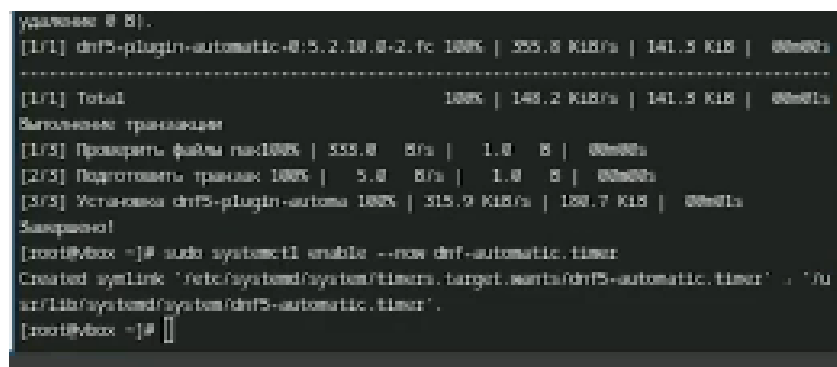 удаление 0 B).
[1/1] dnf5-plugin-automatic-0:5.2.10.0-2.fc 100% | 355.8 KiB/s | 141.3 KiB |  00m00s
--------------------------------------------------------------------------------
[1/1] Total 100% | 148.2 KiB/s | 141.3 KiB |  00m01s
Выполнение транзакции
[1/3] Проверить файлы пак100% | 333.0   B/s |   1.0   B |  00m00s
[2/3] Подготовить транзак 100% |   5.0   B/s |   1.0   B |  00m00s
[3/3] Установка dnf5-plugin-automa 100% | 315.9 KiB/s | 180.7 KiB |  00m01s
Завершено!
[root@vbox ~]# sudo systemctl enable --now dnf-automatic.timer
Created symlink '/etc/systemd/system/timers.target.wants/dnf5-automatic.timer' → '/u
sr/lib/systemd/system/dnf5-automatic.timer'.
[root@vbox ~]#